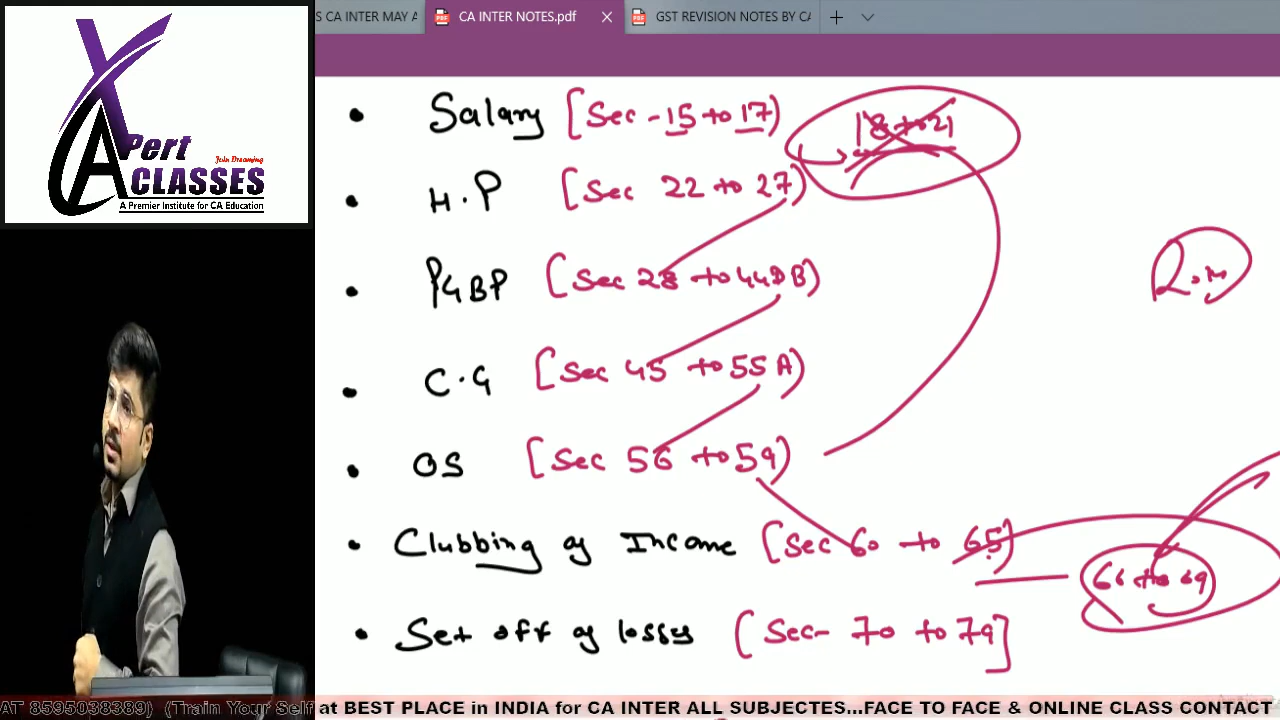 S CA INTER MAY A
CA INTER NOTES.pdf
GST REVISION NOTES BY CA
XPert
Join Dreaming
CLASSES
A Premier Institute for CA Education
• Salary [Sec - 15 to 17) 18 to 21
• H.P [Sec 22 to 27)
• PGBP [Sec 28 to 44DB)
• C.G [Sec 45 to 55A)
• OS [Sec 56 to 59)
• Clubbing of Income [Sec 60 to 65)
66 to 69
• Set off of losses [Sec- 70 to 79]
AT 8595038389) (Train Your Self at BEST PLACE in INDIA for CA INTER ALL SUBJECTES...FACE TO FACE & ONLINE CLASS CONTACT